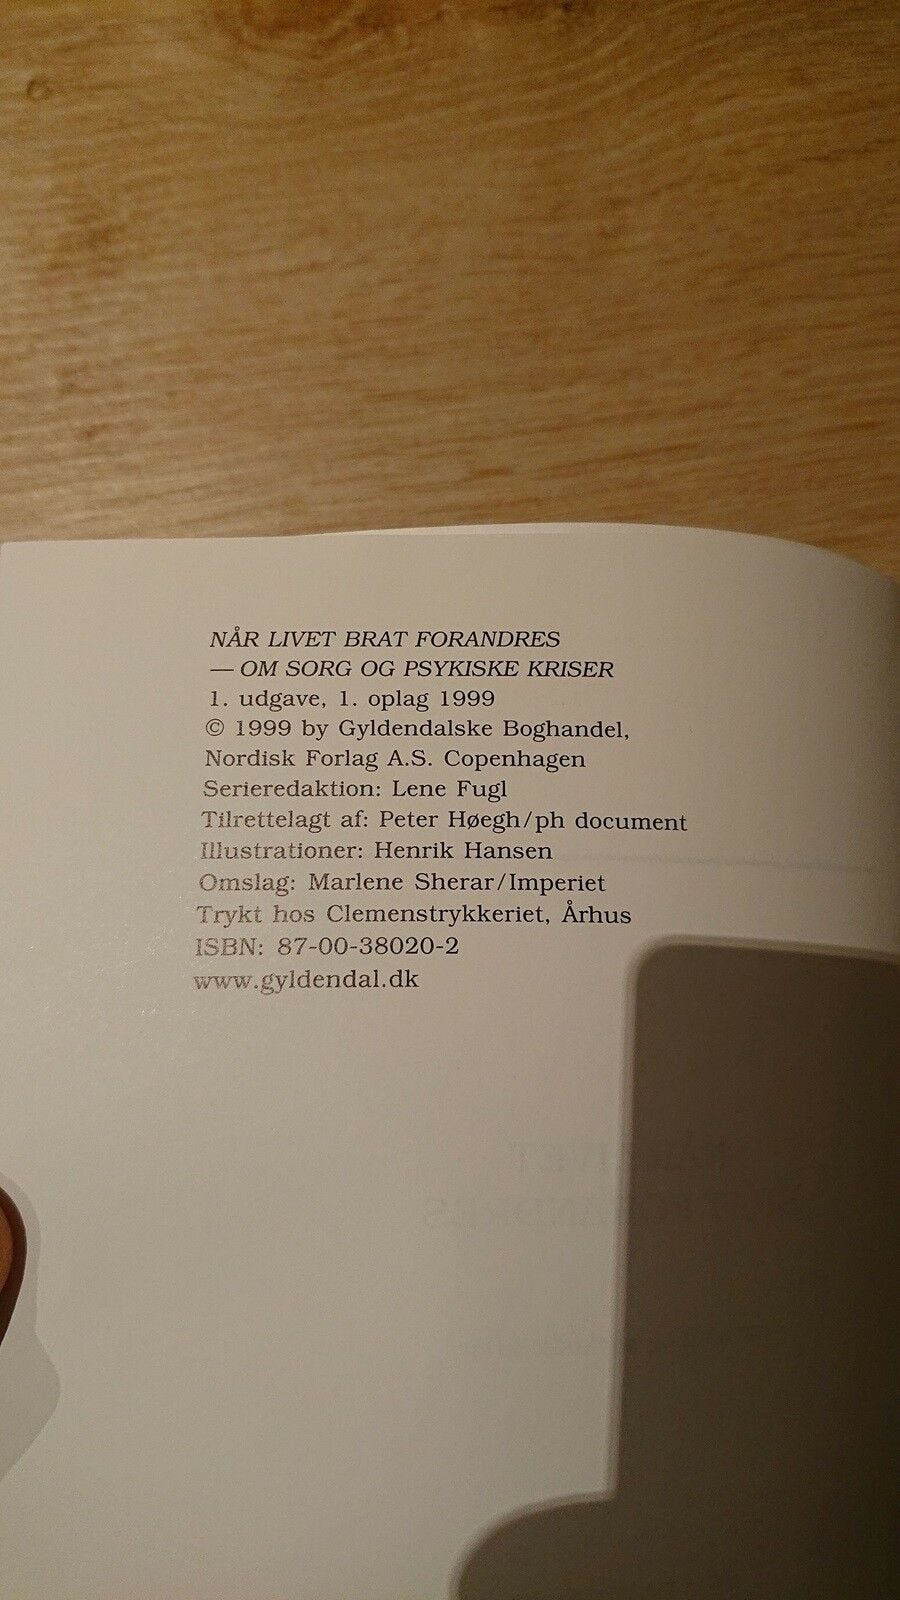 NÅR LIVET BRAT FORANDRES
— OM SORG OG PSYKISKE KRISER
1. udgave, 1. oplag 1999
© 1999 by Gyldendalske Boghandel,
Nordisk Forlag A.S. Copenhagen
Serieredaktion: Lene Fugl
Tilrettelagt af: Peter Høegh/ph document
Illustrationer: Henrik Hansen
Omslag: Marlene Sherar/Imperiet
Trykt hos Clemenstrykkeriet, Århus
ISBN: 87-00-38020-2
www.gyldendal.dk